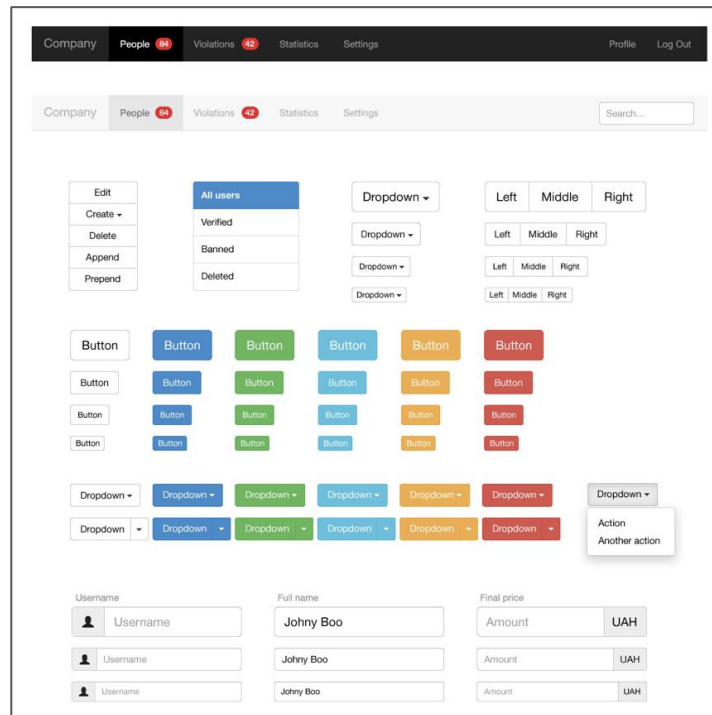 Company People 84 Violations 42 Statistics Settings Profile Log Out
Company People 84 Violations 42 Statistics Settings Search...
Edit
Create
Delete
Append
Prepend
All users
Verified
Banned
Deleted
Dropdown
Dropdown
Dropdown
Dropdown
Left Middle Right
Left Middle Right
Left Middle Right
Left Middle Right
Button Button Button Button Button Button
Button Button Button Button Button Button
Button Button Button Button Button Button
Button Button Button Button Button Button
Dropdown Dropdown Dropdown Dropdown Dropdown Dropdown Dropdown
Dropdown Dropdown Dropdown Dropdown Dropdown Dropdown
Action
Another action
Username Full name Final price
Username Johny Boo Amount UAH
Username Johny Boo Amount UAH
Username Johny Boo Amount UAH